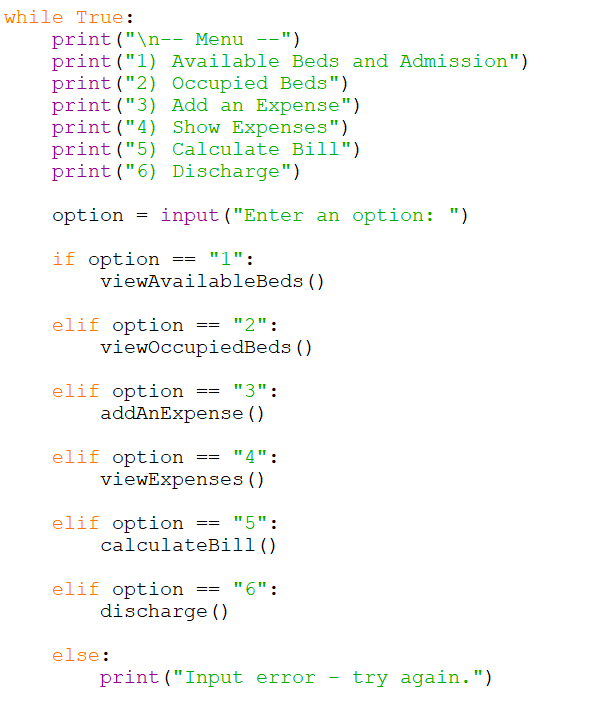 while True:
    print("\n-- Menu --")
    print("1) Available Beds and Admission")
    print("2) Occupied Beds")
    print("3) Add an Expense")
    print("4) Show Expenses")
    print("5) Calculate Bill")
    print("6) Discharge")

    option = input("Enter an option: ")

    if option == "1":
        viewAvailableBeds()

    elif option == "2":
        viewOccupiedBeds()

    elif option == "3":
        addAnExpense()

    elif option == "4":
        viewExpenses()

    elif option == "5":
        calculateBill()

    elif option == "6":
        discharge()

    else:
        print("Input error - try again.")